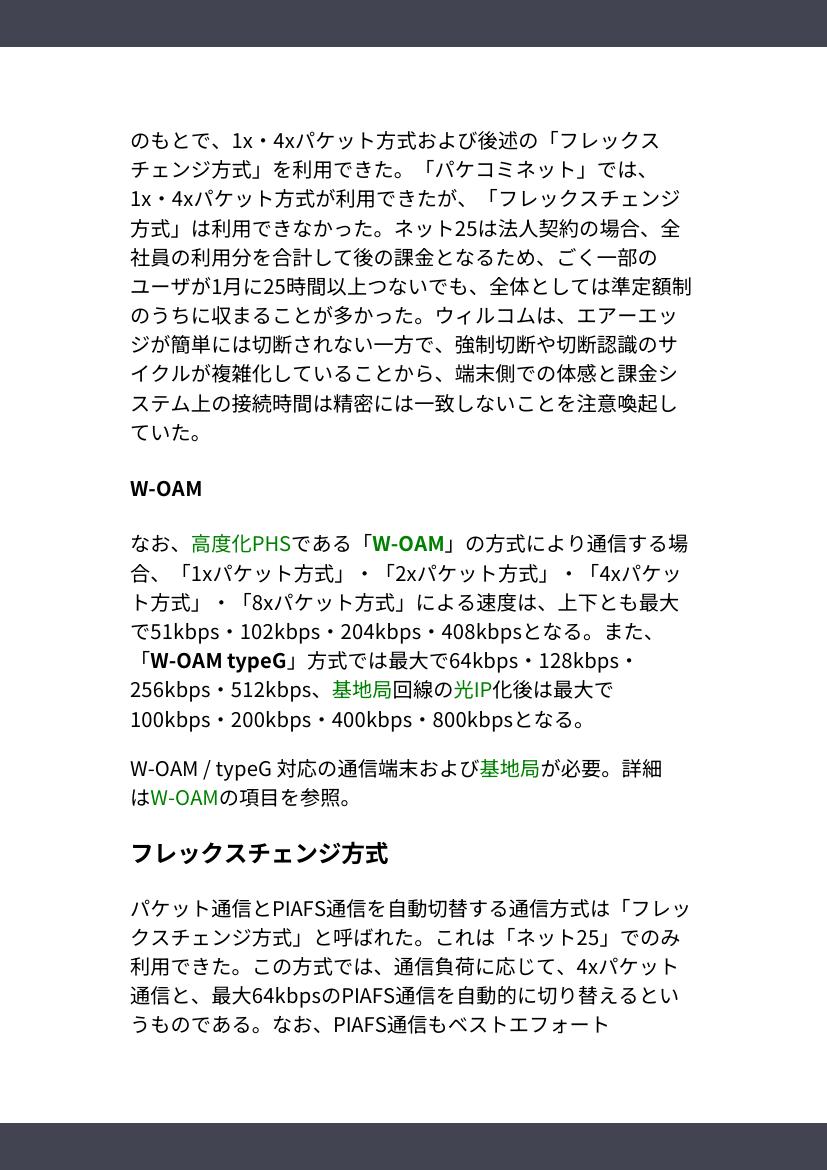 のもとで、1x・4xパケット方式および後述の「フレックス
チェンジ方式」を利用できた。「パケコミネット」では、
1x・4xパケット方式が利用できたが、「フレックスチェンジ
方式」は利用できなかった。ネット25は法人契約の場合、全
社員の利用分を合計して後の課金となるため、ごく一部の
ユーザが1月に25時間以上つないでも、全体としては準定額制
のうちに収まることが多かった。ウィルコムは、エアーエッ
ジが簡単には切断されない一方で、強制切断や切断認識のサ
イクルが複雑化していることから、端末側での体感と課金シ
ステム上の接続時間は精密には一致しないことを注意喚起し
ていた。
W-OAM
なお、高度化PHSである「W-OAM」の方式により通信する場
合、「1xパケット方式」・「2xパケット方式」・「4xパケッ
ト方式」・「8xパケット方式」による速度は、上下とも最大
で51kbps・102kbps・204kbps・408kbpsとなる。また、
「W-OAM typeG」方式では最大で64kbps・128kbps・
256kbps・512kbps、基地局回線の光IP化後は最大で
100kbps・200kbps・400kbps・800kbpsとなる。
W-OAM / typeG 対応の通信端末および基地局が必要。詳細
はW-OAMの項目を参照。
フレックスチェンジ方式
パケット通信とPIAFS通信を自動切替する通信方式は「フレッ
クスチェンジ方式」と呼ばれた。これは「ネット25」でのみ
利用できた。この方式では、通信負荷に応じて、4xパケット
通信と、最大64kbpsのPIAFS通信を自動的に切り替えるとい
うものである。なお、PIAFS通信もベストエフォート